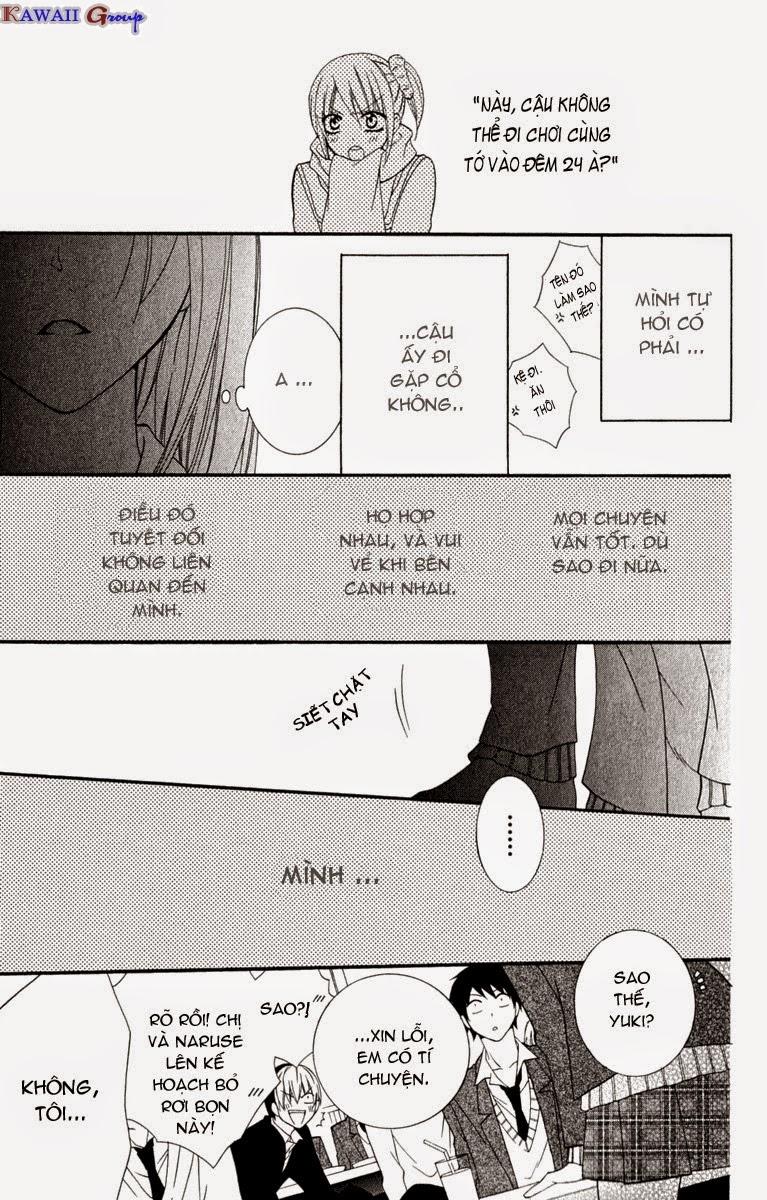 KAWAII Group
"NÀY, CẬU KHÔNG
THỂ ĐI CHƠI CÙNG
TỚ VÀO ĐÊM 24 À?"
MÌNH TỰ
HỎI CÓ
PHẢI ...
TÊN ĐÓ
LÀM SAO
THẾ?
KỆ ĐI.
ĂN
THÔI
...CẬU
ẤY ĐI
GẶP CỔ
KHÔNG..
A ...
MỌI CHUYỆN
VẪN TỐT. DÙ
SAO ĐI NỮA.
HỌ HỢP
NHAU, VÀ VUI
VẺ KHI BÊN
CẠNH NHAU.
ĐIỀU ĐÓ
TUYỆT ĐỐI
KHÔNG LIÊN
QUAN ĐẾN
MÌNH.
SIẾT CHẶT
TAY
......
MÌNH ...
SAO
THẾ,
YUKI?
...XIN LỖI,
EM CÓ TÍ
CHUYỆN.
SAO?!
RÕ RỒI! CHỊ
VÀ NARUSE
LÊN KẾ
HOẠCH BỎ
RƠI BỌN
NÀY!
KHÔNG,
TÔI...